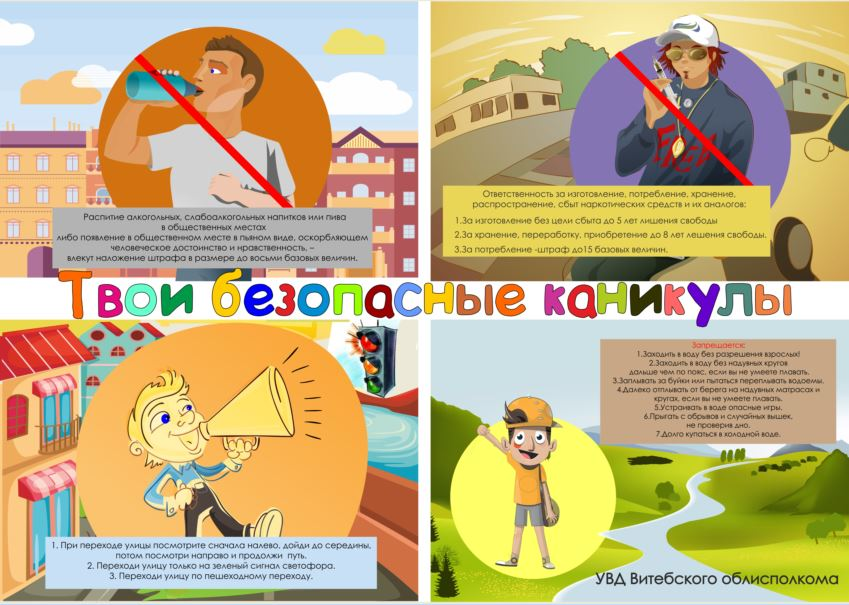 Распитие алкогольных, слабоалкогольных напитков или пива
в общественных местах
либо появление в общественном месте в пьяном виде, оскорбляющем
человеческое достоинство и нравственность, –
влекут наложение штрафа в размере до восьми базовых величин.
FREA
Ответственность за изготовление, потребление, хранение,
распространение, сбыт наркотических средств и их аналогов:
1.За изготовление без цели сбыта до 5 лет лишения свободы
2.За хранение, переработку, приобретение до 8 лет лешения свободы.
3.За потребление -штраф до15 базовых величин.
Твои безопасные каникулы
1. При переходе улицы посмотрите сначала налево, дойди до середины,
потом посмотри направо и продолжи путь.
2. Переходи улицу только на зеленый сигнал светофора.
3. Переходи улицу по пешеходному переходу.
Запрещается:
1.Заходить в воду без разрешения взрослых!
2.Заходить в воду без надувных кругов
дальше чем по пояс, если вы не умеете плавать.
3.Заплывать за буйки или пытаться переплывать водоемы.
4.Далеко отплывать от берега на надувных матрасах и
кругах, если вы не умеете плавать.
5.Устраивать в воде опасные игры.
6.Прыгать с обрывов и случайных вышек,
не проверив дно.
7.Долго купаться в холодной воде.
УВД Витебского облисполкома